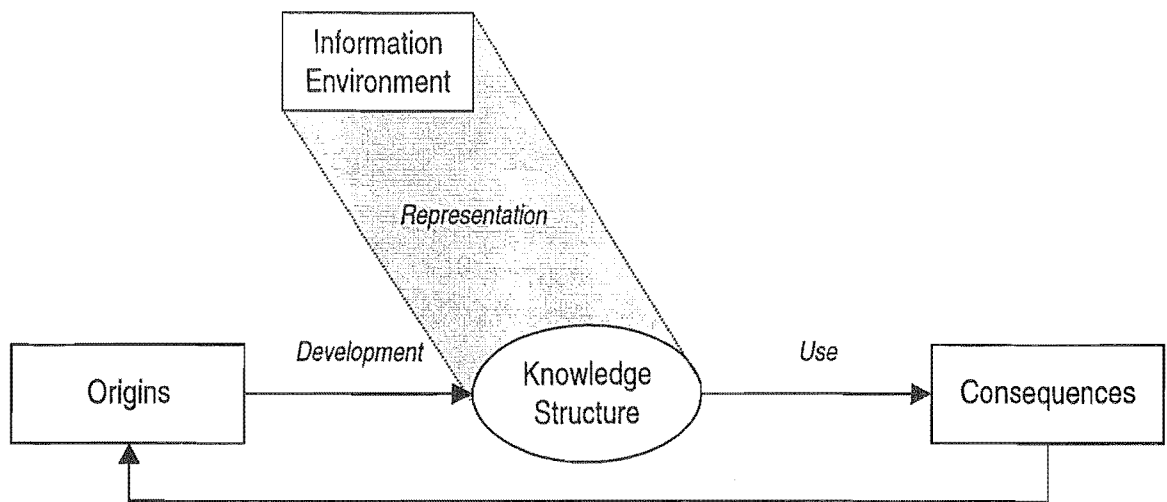 Information
Environment
Representation
Development
Use
Origins
Knowledge
Structure
Consequences